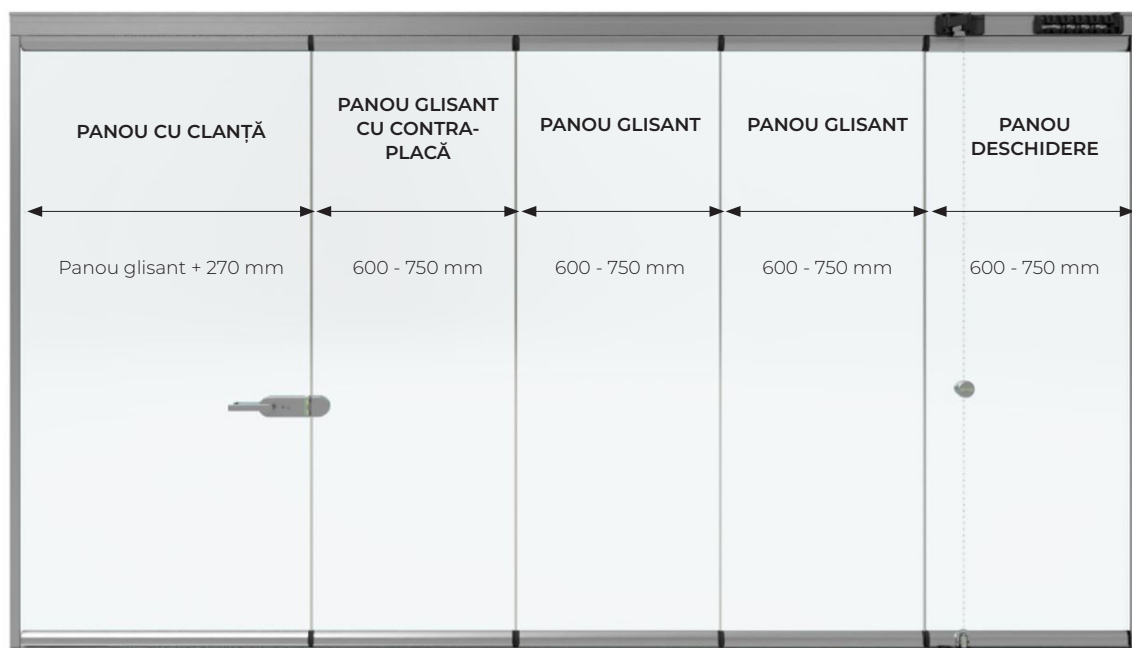 PANOU CU CLANȚĂ
PANOU GLISANT
CU CONTRA-
PLACĂ
PANOU GLISANT
PANOU GLISANT
PANOU
DESCHIDERE
Panou glisant + 270 mm
600 - 750 mm
600 - 750 mm
600 - 750 mm
600 - 750 mm